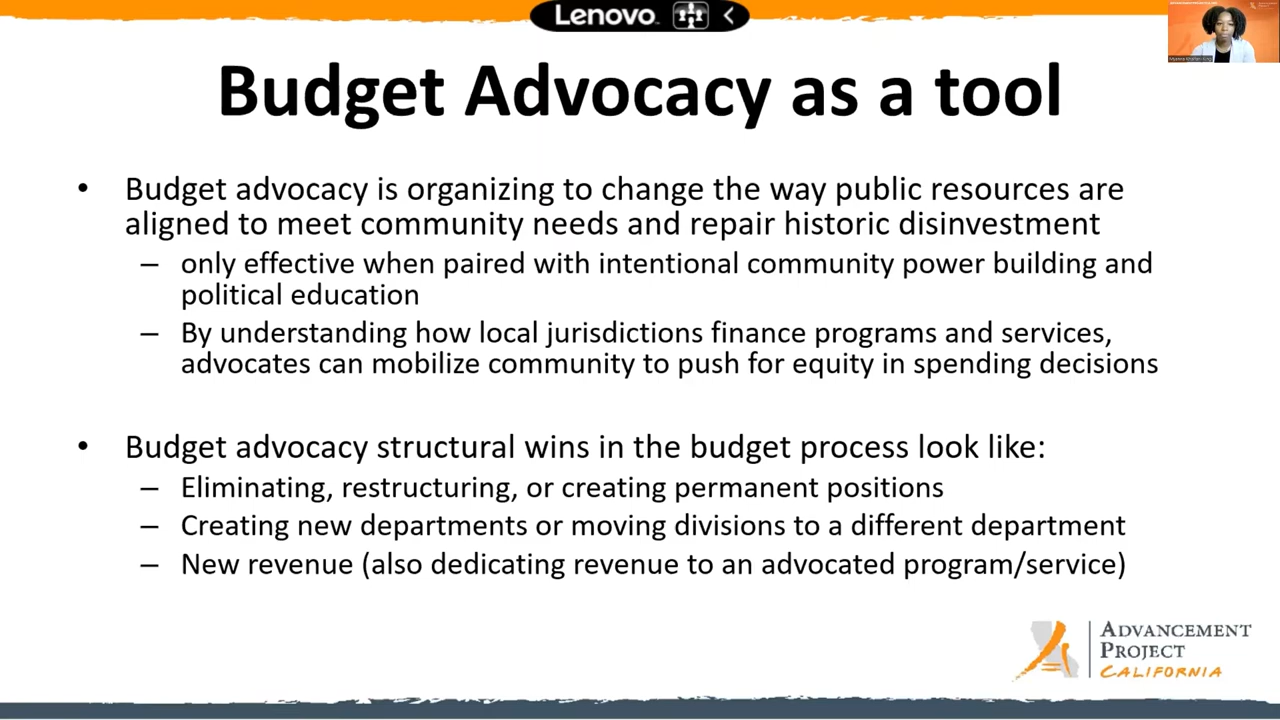 Lenovo
Budget Advocacy as a tool
• Budget advocacy is organizing to change the way public resources are
aligned to meet community needs and repair historic disinvestment
– only effective when paired with intentional community power building and
political education
– By understanding how local jurisdictions finance programs and services,
advocates can mobilize community to push for equity in spending decisions
• Budget advocacy structural wins in the budget process look like:
– Eliminating, restructuring, or creating permanent positions
– Creating new departments or moving divisions to a different department
– New revenue (also dedicating revenue to an advocated program/service)
ADVANCEMENT
PROJECT
CALIFORNIA